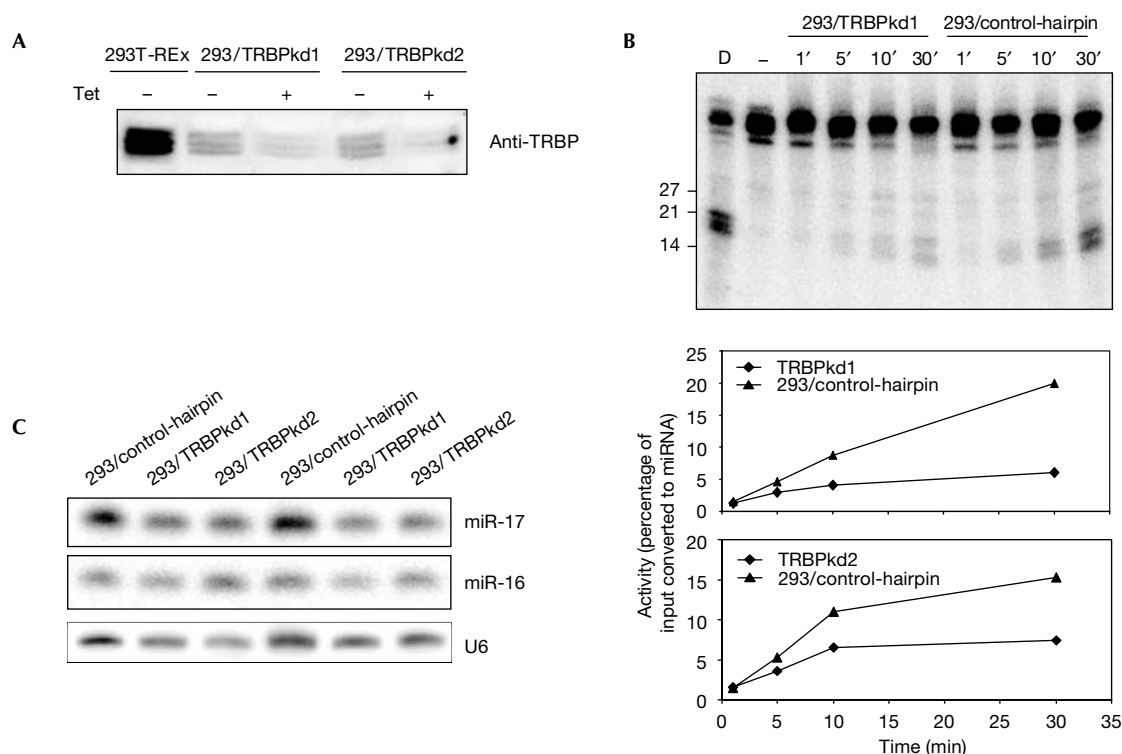 A
293T-REx 293/TRBPkd1 293/TRBPkd2
Tet – – + – +
Anti-TRBP
B
293/TRBPkd1 293/control-hairpin
D – 1′ 5′ 10′ 30′ 1′ 5′ 10′ 30′
27
21
14
C
293/control-hairpin
293/TRBPkd1
293/TRBPkd2
293/control-hairpin
293/TRBPkd1
293/TRBPkd2
miR-17
miR-16
U6
Activity (percentage of
input converted to miRNA)
25
20
15
10
5
0
TRBPkd1
293/control-hairpin
20
15
10
5
0
TRBPkd2
293/control-hairpin
0 5 10 15 20 25 30 35
Time (min)